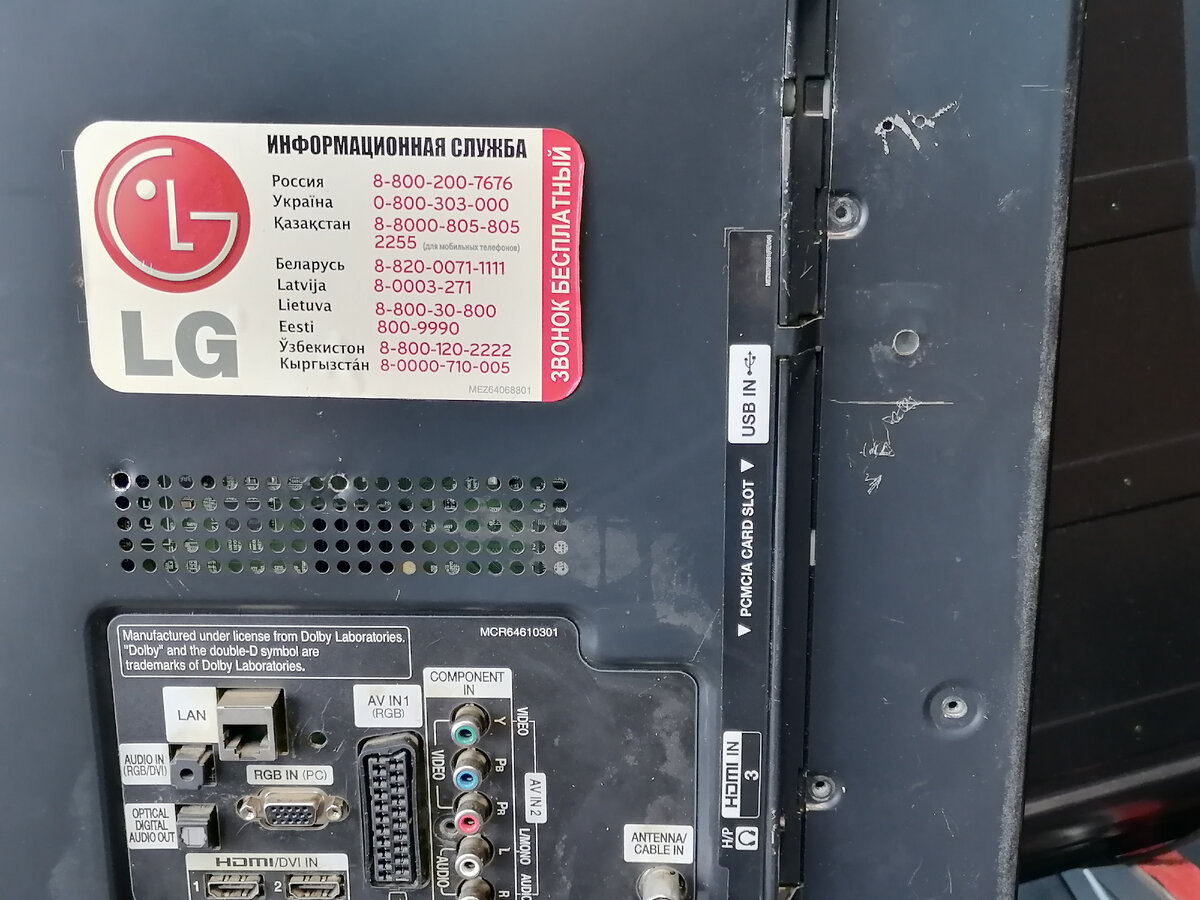 ИНФОРМАЦИОННАЯ СЛУЖБА
Россия 8-800-200-7676
Україна 0-800-303-000
Казақстан 8-8000-805-805
2255 (для мобильных телефонов)
Беларусь 8-820-0071-1111
Latvija 8-0003-271
Lietuva 8-800-30-800
Eesti 800-9990
Ўзбекистон 8-800-120-2222
Кыргызстáн 8-0000-710-005
MEZ64068801
ЗВОНОК БЕСПЛАТНЫЙ
LG
USB IN
▼ PCMCIA CARD SLOT ▼
HDMI IN
3
H/P
Manufactured under license from Dolby Laboratories.
"Dolby" and the double-D symbol are
trademarks of Dolby Laboratories.
MCR64610301
LAN
AUDIO IN
(RGB/DVI)
RGB IN (PC)
OPTICAL
DIGITAL
AUDIO OUT
HDMI/DVI IN
1
2
AV IN1
(RGB)
COMPONENT
IN
VIDEO
AUDIO
Y
PB
PR
L
R
VIDEO
L/MONO
AUDIO
AV IN 2
ANTENNA/
CABLE IN